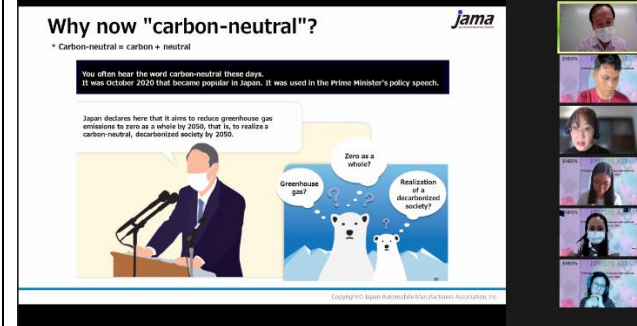 Why now "carbon-neutral"?
jama
* Carbon-neutral = carbon + neutral
You often hear the word carbon-neutral these days.
It was October 2020 that became popular in Japan. It was used in the Prime Minister's policy speech.
Japan declares here that it aims to reduce greenhouse gas
emissions to zero as a whole by 2050, that is, to realize a
carbon-neutral, decarbonized society by 2050.
Zero as a
whole?
Greenhouse
gas?
Realization
of a
decarbonized
society?
Copyright© Japan Automobile Manufacturers Association, Inc.
JENESYS